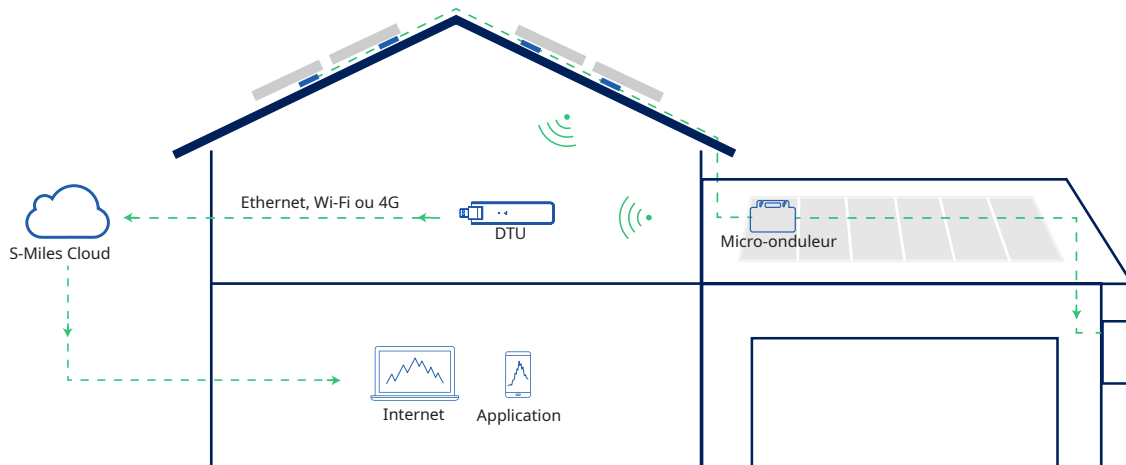 Ethernet, Wi-Fi ou 4G
DTU
Micro-onduleur
S-Miles Cloud
Internet
Application